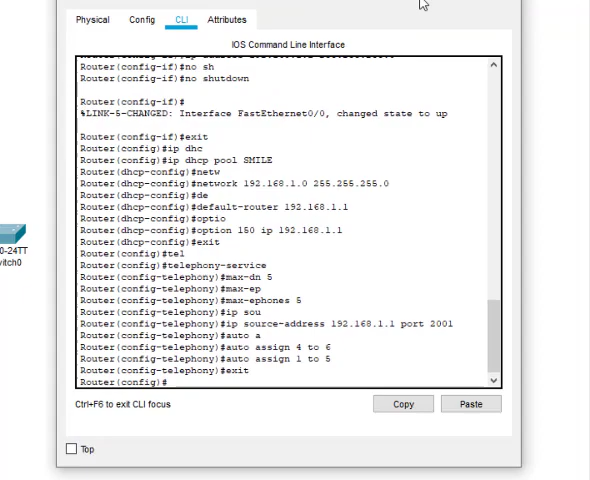 Physical Config CLI Attributes
IOS Command Line Interface
Router(config-if)#no sh
Router(config-if)#no shutdown
Router(config-if)#
%LINK-5-CHANGED: Interface FastEthernet0/0, changed state to up
Router(config-if)#exit
Router(config)#ip dhc
Router(config)#ip dhcp pool SMILE
Router(dhcp-config)#netw
Router(dhcp-config)#network 192.168.1.0 255.255.255.0
Router(dhcp-config)#de
Router(dhcp-config)#default-router 192.168.1.1
Router(dhcp-config)#optio
Router(dhcp-config)#option 150 ip 192.168.1.1
Router(dhcp-config)#exit
Router(config)#tel
Router(config)#telephony-service
Router(config-telephony)#max-dn 5
Router(config-telephony)#max-ep
Router(config-telephony)#max-ephones 5
Router(config-telephony)#ip sou
Router(config-telephony)#ip source-address 192.168.1.1 port 2001
Router(config-telephony)#auto a
Router(config-telephony)#auto assign 4 to 6
Router(config-telephony)#auto assign 1 to 5
Router(config-telephony)#exit
Router(config)#
0-24TT
vitch0
Ctrl+F6 to exit CLI focus
Copy Paste
Top